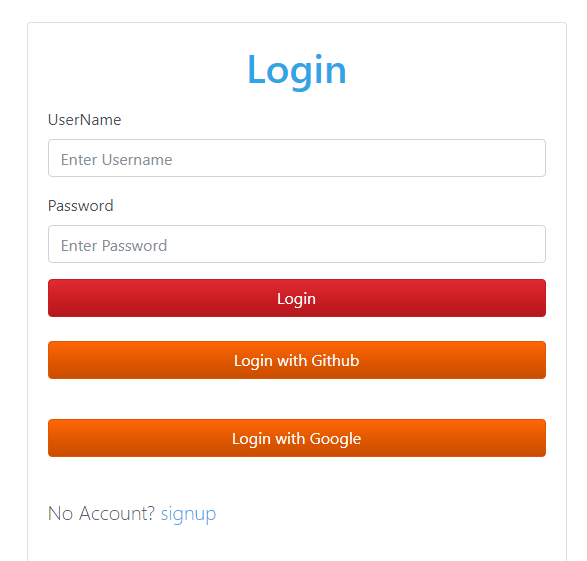 Login
UserName
Enter Username
Password
Enter Password
Login
Login with Github
Login with Google
No Account? signup